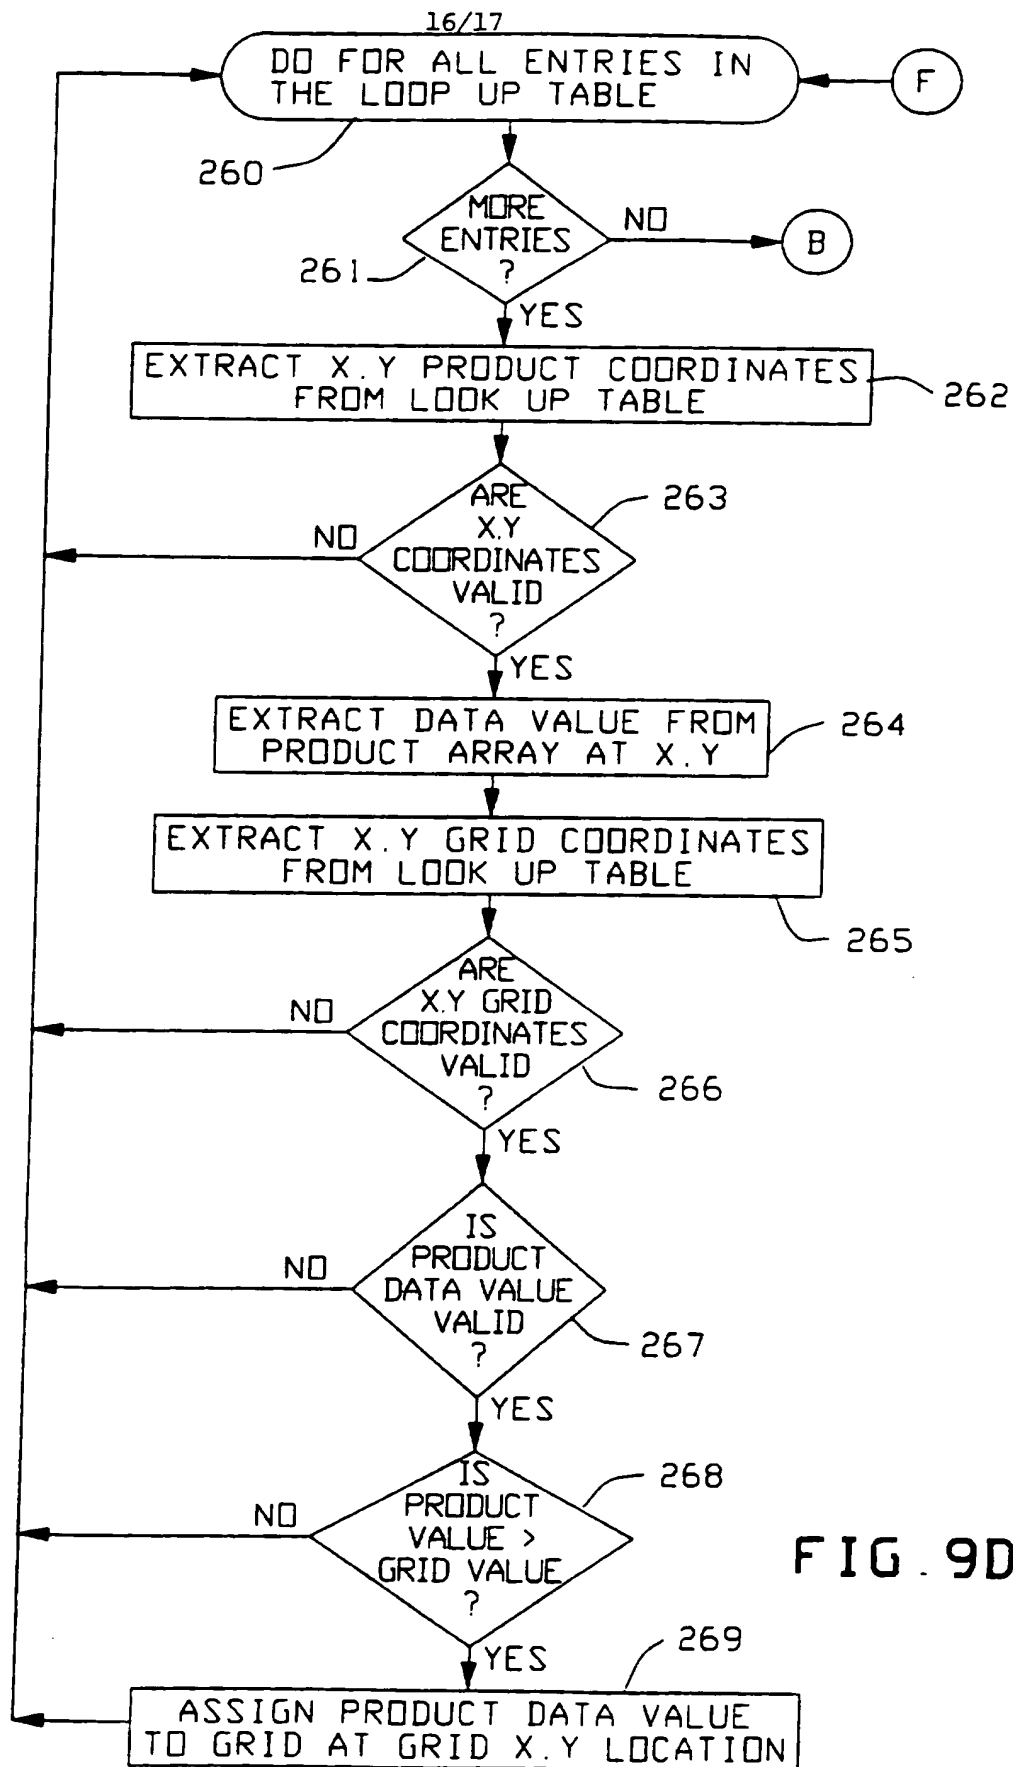 16/17
DO FOR ALL ENTRIES IN
THE LOOP UP TABLE
F
260
MORE
ENTRIES
?
NO
B
261
YES
EXTRACT X.Y PRODUCT COORDINATES
FROM LOOK UP TABLE
262
ARE
X.Y
COORDINATES
VALID
?
263
NO
YES
EXTRACT DATA VALUE FROM
PRODUCT ARRAY AT X.Y
264
EXTRACT X.Y GRID COORDINATES
FROM LOOK UP TABLE
265
ARE
X.Y GRID
COORDINATES
VALID
?
NO
266
YES
IS
PRODUCT
DATA VALUE
VALID
?
NO
267
YES
IS
PRODUCT
VALUE >
GRID VALUE
?
268
NO
FIG. 9D
YES
269
ASSIGN PRODUCT DATA VALUE
TO GRID AT GRID X.Y LOCATION